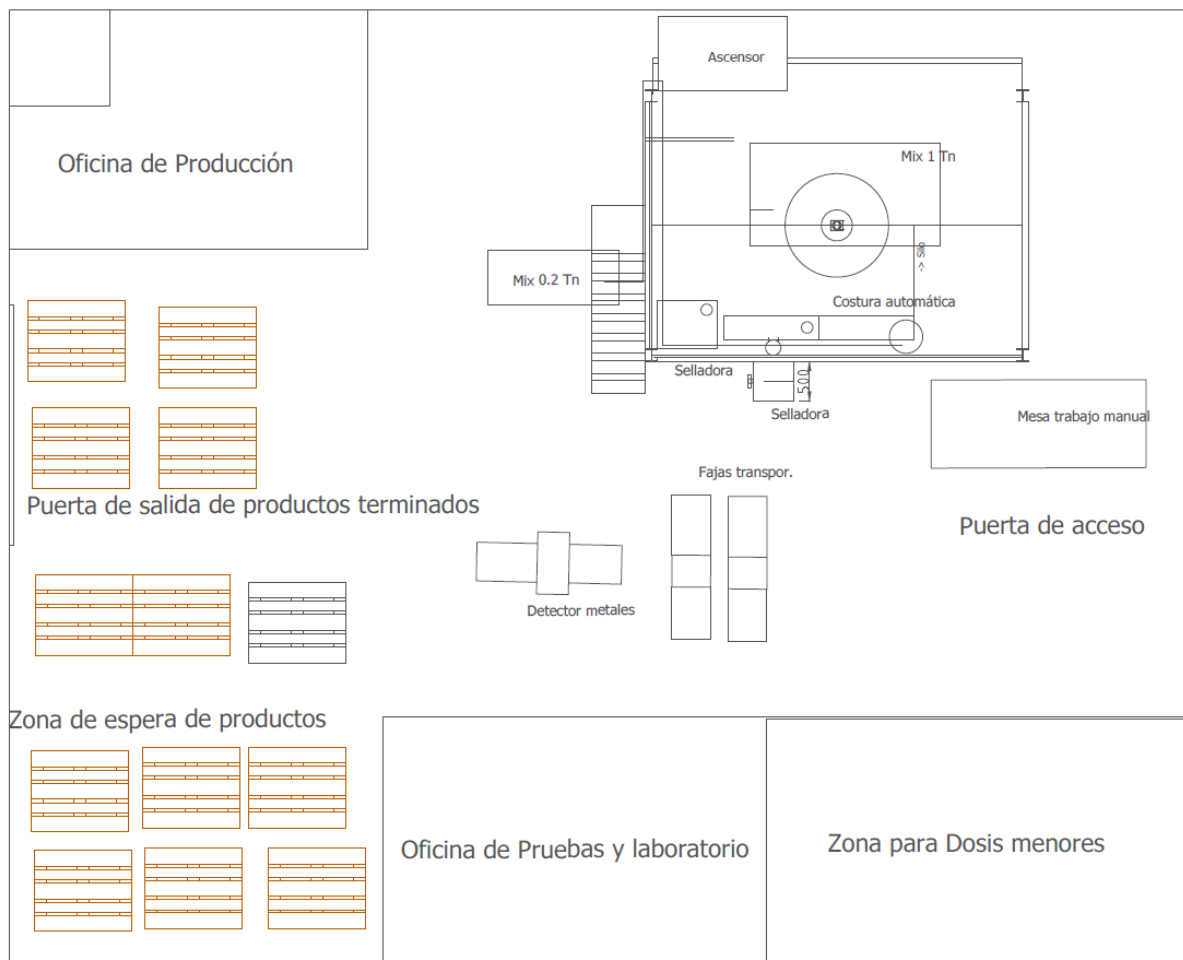 Ascensor
Oficina de Producción
Mix 1 Tn
-> Silo
Mix 0.2 Tn
Costura automática
Selladora
500
Selladora
Mesa trabajo manual
Fajas transpor.
Puerta de salida de productos terminados
Puerta de acceso
Detector metales
Zona de espera de productos
Oficina de Pruebas y laboratorio
Zona para Dosis menores